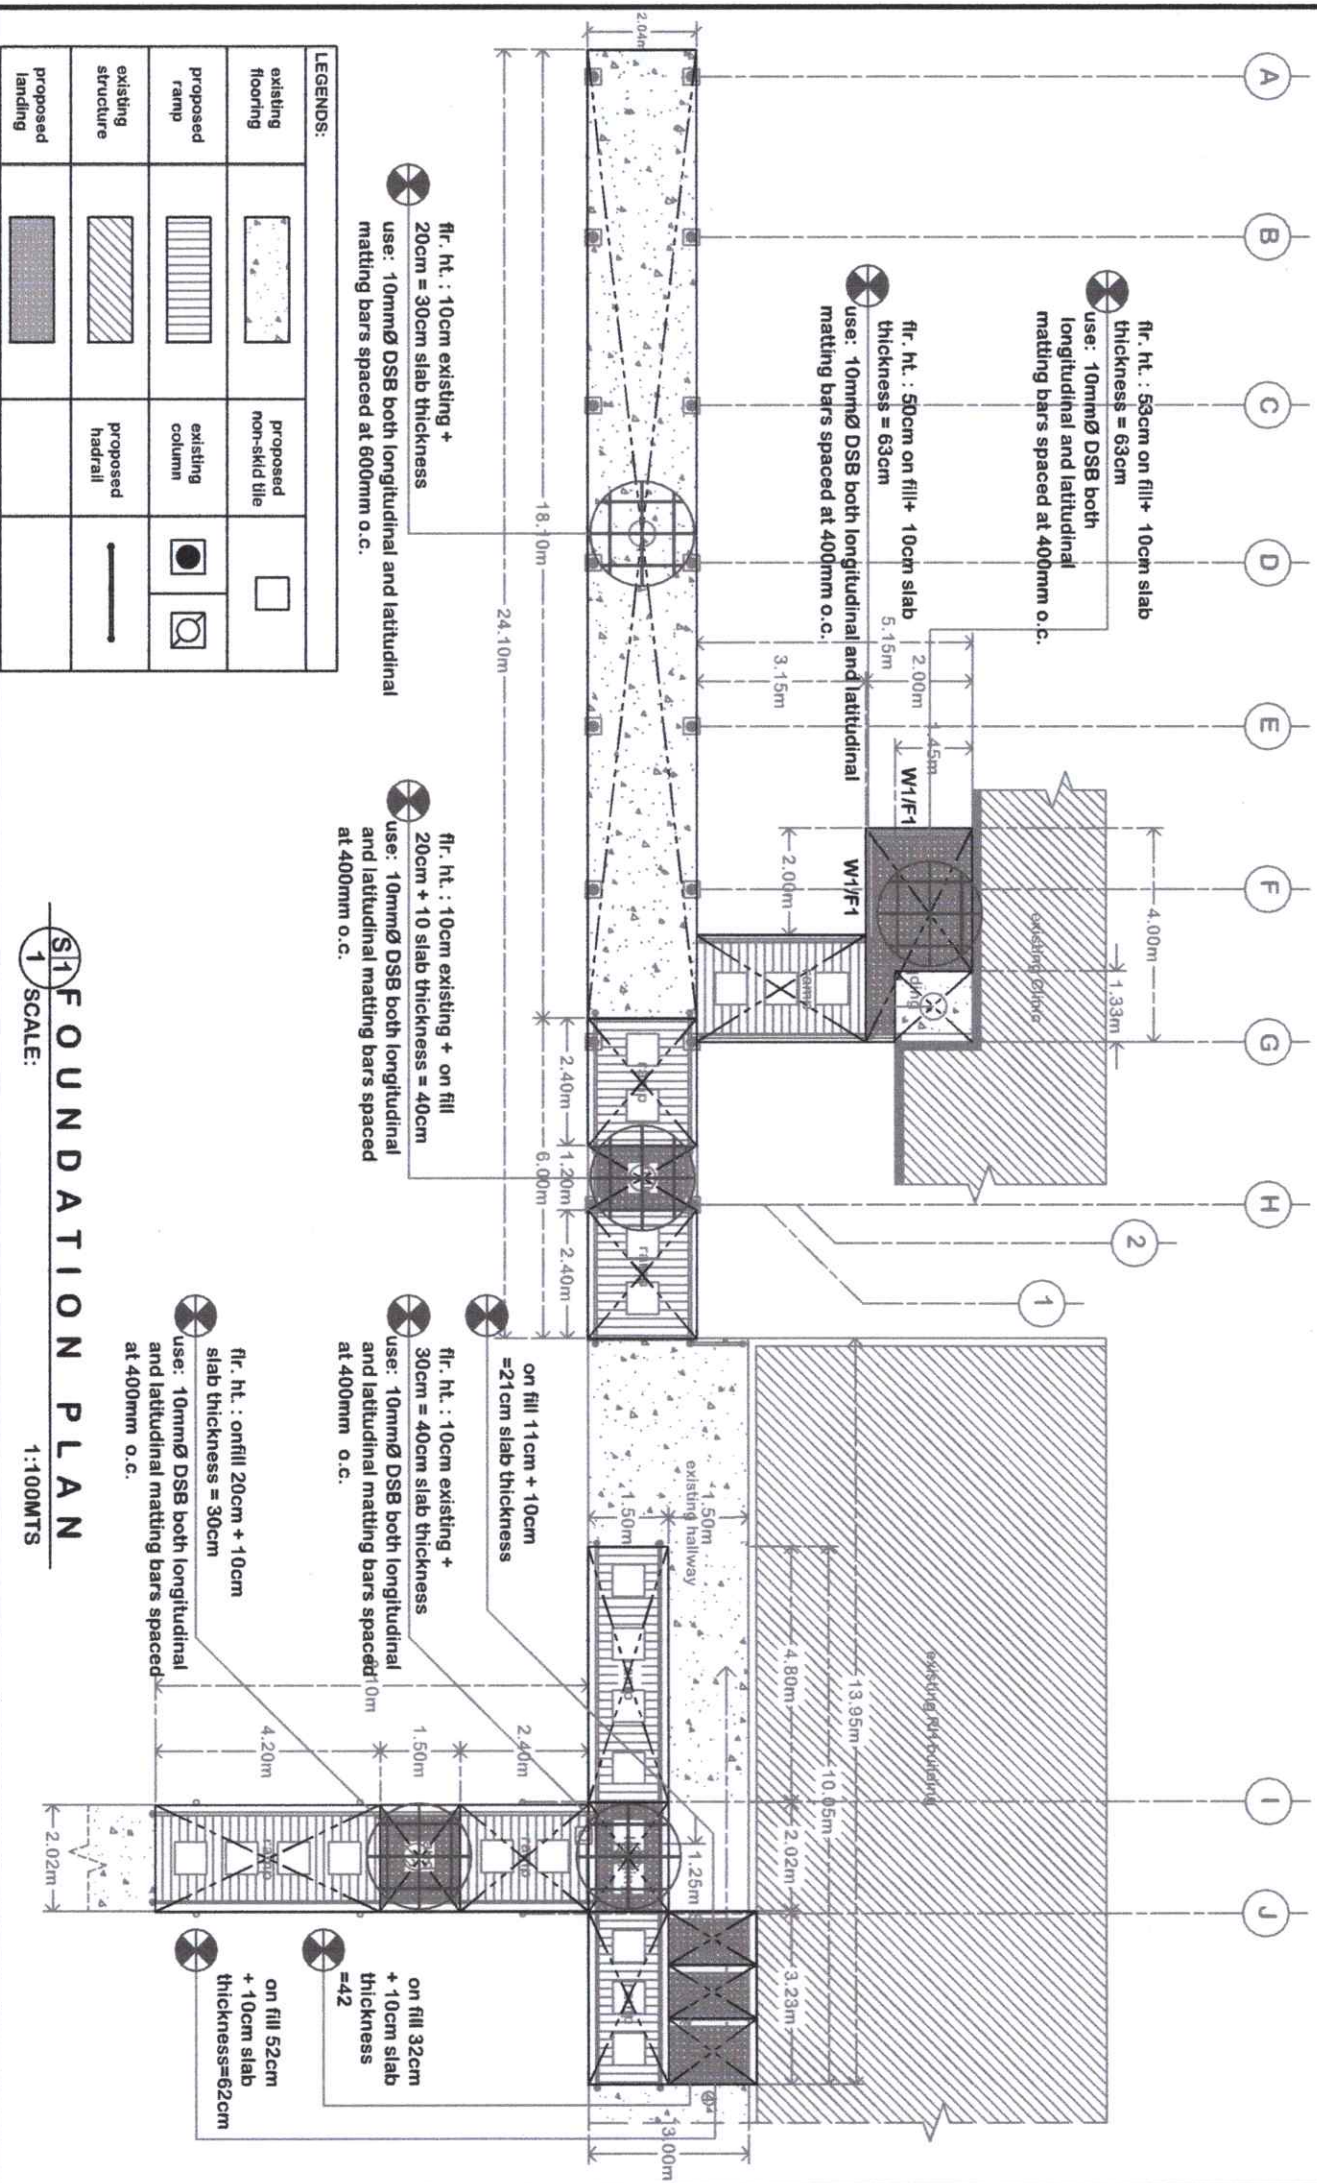 A
B
C
D
E
F
G
H
I
J
2
1
flr. ht. : 53cm on fill+ 10cm slab
thickness = 63cm
use: 10mmØ DSB both
longitudinal and latitudinal
matting bars spaced at 400mm o.c.
flr. ht. : 50cm on fill+ 10cm slab
thickness = 63cm
use: 10mmØ DSB both longitudinal and latitudinal
matting bars spaced at 400mm o.c.
4.00m
1.33m
existing Clinic
5.15m
2.00m
3.15m
1.45m
W1/F1
W1/F1
2.00m
ramp
2.04m
18.10m
24.10m
2.40m
1.20m
2.40m
6.00m
existing RH building
13.95m
10.05m
4.80m
2.02m
3.23m
1.50m
1.50m
existing hallway
1.25m
3.00m
2.40m
1.50m
4.20m
ramp
2.02m
flr. ht. : 10cm existing +
20cm = 30cm slab thickness
use: 10mmØ DSB both longitudinal and latitudinal
matting bars spaced at 600mm o.c.
flr. ht. : 10cm existing + on fill
20cm + 10 slab thickness = 40cm
use: 10mmØ DSB both longitudinal
and latitudinal matting bars spaced
at 400mm o.c.
on fill 11cm + 10cm
=21cm slab thickness
flr. ht. : 10cm existing +
30cm = 40cm slab thickness
use: 10mmØ DSB both longitudinal
and latitudinal matting bars spaced
at 400mm o.c.
flr. ht. : onfill 20cm + 10cm
slab thickness = 30cm
use: 10mmØ DSB both longitudinal
and latitudinal matting bars spaced
at 400mm o.c.
on fill 32cm
+ 10cm slab
thickness
=42
on fill 52cm
+ 10cm slab
thickness=62cm
LEGENDS:
existing
flooring
proposed
non-skid tile
proposed
ramp
existing
column
existing
structure
proposed
hadrail
proposed
landing
S1
1
FOUNDATION PLAN
SCALE:
1:100MTS